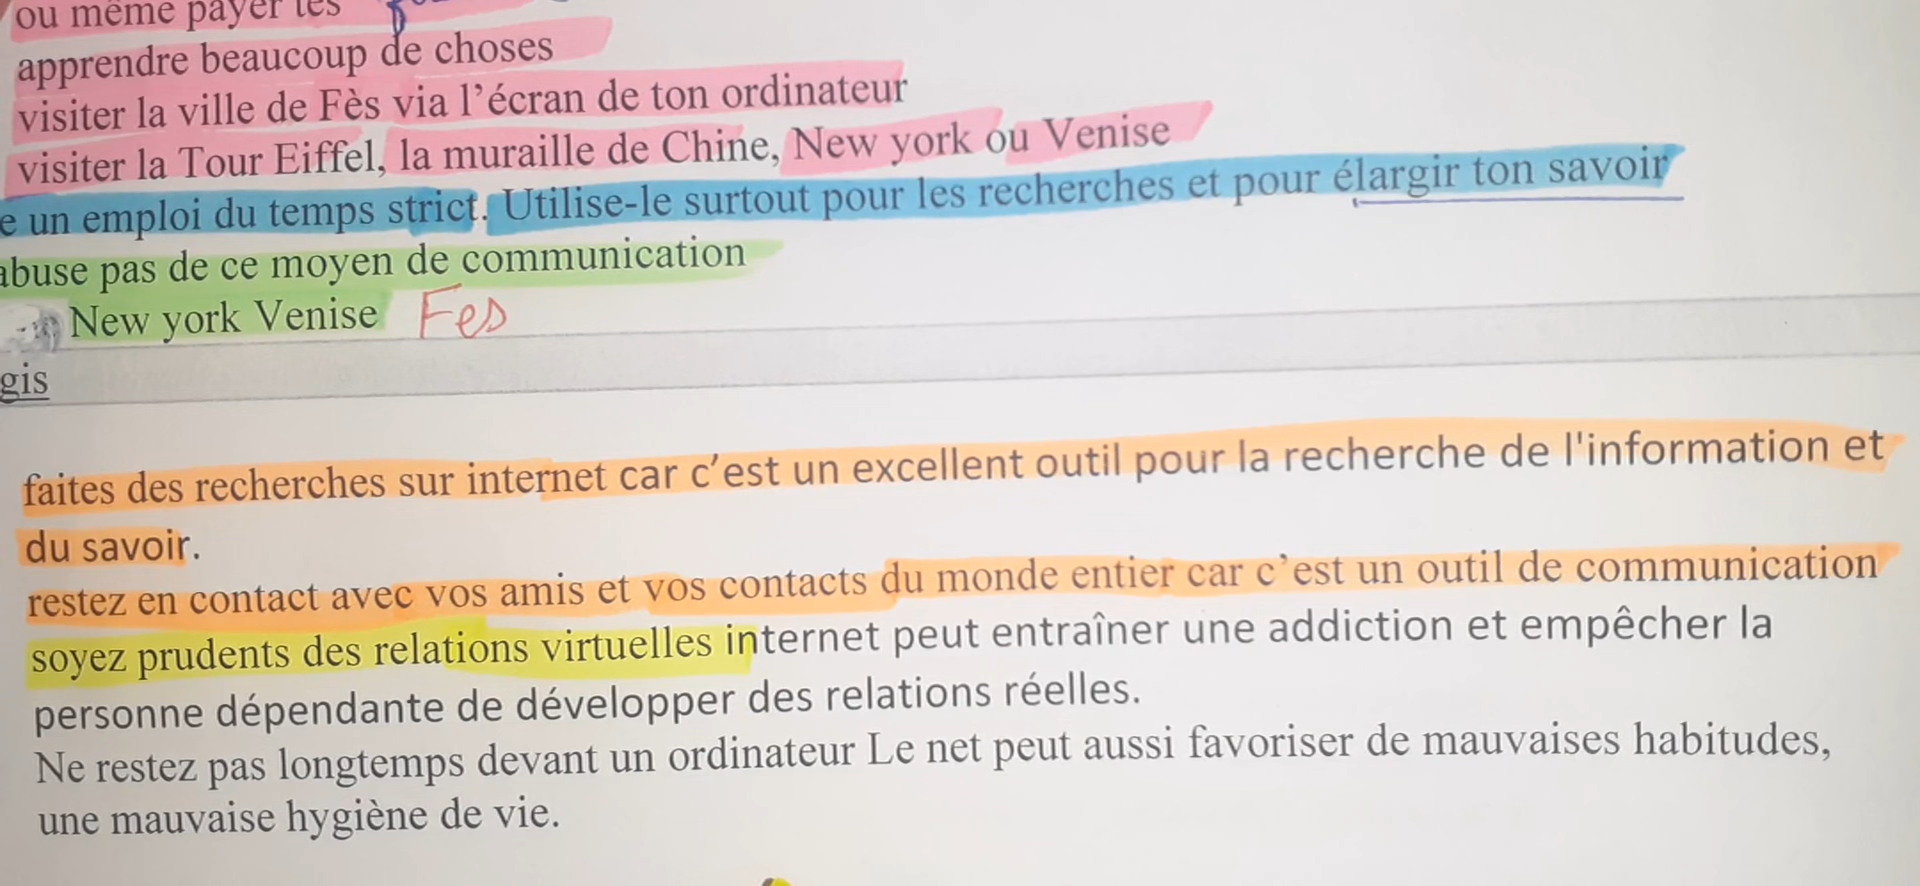 ou même payer les
apprendre beaucoup de choses
visiter la ville de Fès via l'écran de ton ordinateur
visiter la Tour Eiffel, la muraille de Chine, New york ou Venise
e un emploi du temps strict. Utilise-le surtout pour les recherches et pour élargir ton savoir
abuse pas de ce moyen de communication
New york Venise Fes
gis
faites des recherches sur internet car c'est un excellent outil pour la recherche de l'information et
du savoir.
restez en contact avec vos amis et vos contacts du monde entier car c'est un outil de communication
soyez prudents des relations virtuelles internet peut entraîner une addiction et empêcher la
personne dépendante de développer des relations réelles.
Ne restez pas longtemps devant un ordinateur Le net peut aussi favoriser de mauvaises habitudes,
une mauvaise hygiène de vie.